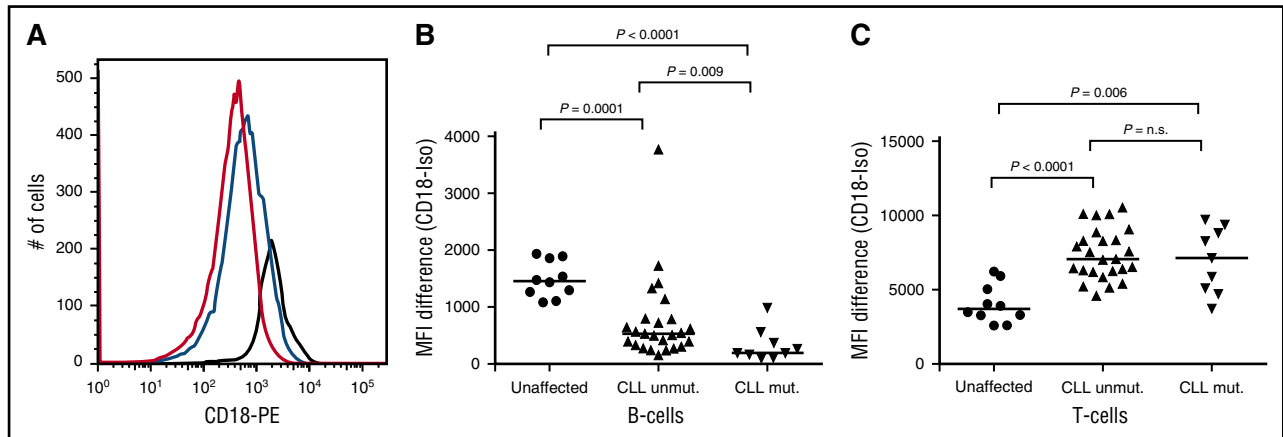 A
500
400
300
200
100
0
# of cells
10^0 10^1 10^2 10^3 10^4 10^5
CD18-PE
B
P < 0.0001
P = 0.009
P = 0.0001
4000
3000
2000
1000
0
MFI difference (CD18-Iso)
Unaffected CLL unmut. CLL mut.
B-cells
C
P = 0.006
P = n.s.
P < 0.0001
15000
10000
5000
0
MFI difference (CD18-Iso)
Unaffected CLL unmut. CLL mut.
T-cells